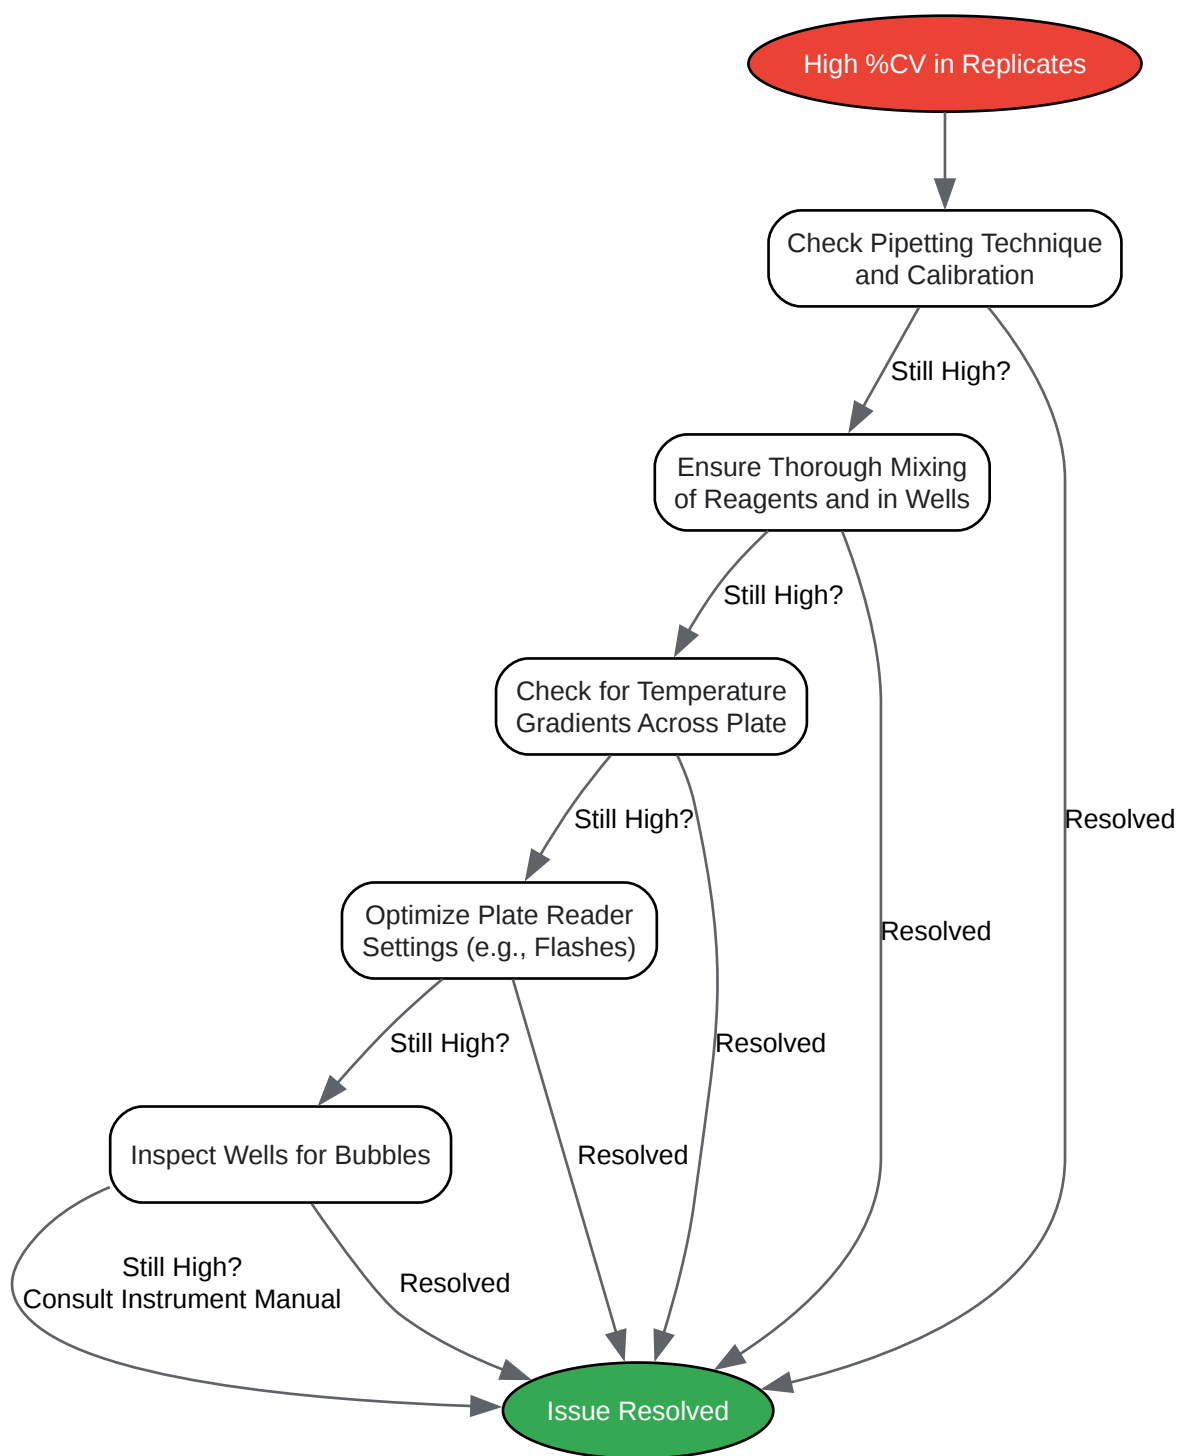 High %CV in Replicates
Check Pipetting Technique
and Calibration
Still High?
Ensure Thorough Mixing
of Reagents and in Wells
Still High?
Check for Temperature
Gradients Across Plate
Still High?
Resolved
Optimize Plate Reader
Settings (e.g., Flashes)
Resolved
Still High?
Resolved
Inspect Wells for Bubbles
Resolved
Still High?
Consult Instrument Manual
Resolved
Issue Resolved